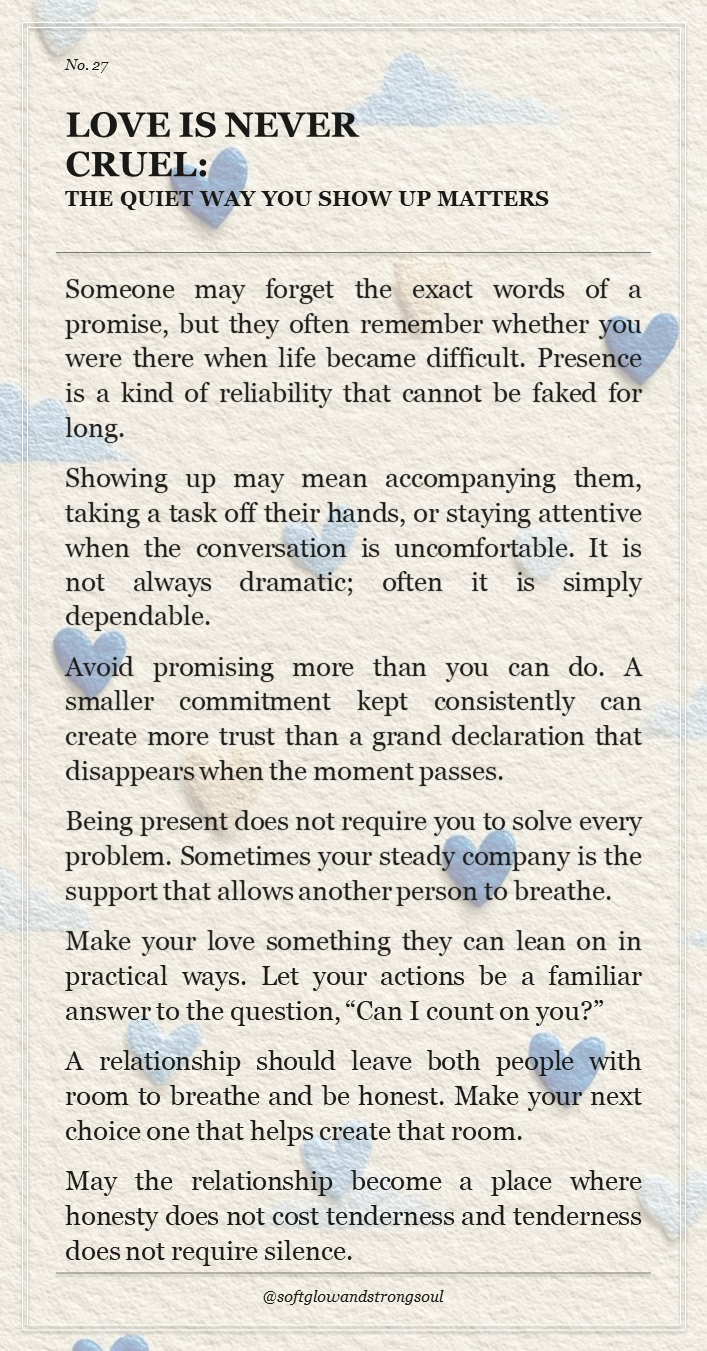 No. 27
LOVE IS NEVER
CRUEL:
THE QUIET WAY YOU SHOW UP MATTERS
Someone may forget the exact words of a
promise, but they often remember whether you
were there when life became difficult. Presence
is a kind of reliability that cannot be faked for
long.
Showing up may mean accompanying them,
taking a task off their hands, or staying attentive
when the conversation is uncomfortable. It is
not always dramatic; often it is simply
dependable.
Avoid promising more than you can do. A
smaller commitment kept consistently can
create more trust than a grand declaration that
disappears when the moment passes.
Being present does not require you to solve every
problem. Sometimes your steady company is the
support that allows another person to breathe.
Make your love something they can lean on in
practical ways. Let your actions be a familiar
answer to the question, “Can I count on you?”
A relationship should leave both people with
room to breathe and be honest. Make your next
choice one that helps create that room.
May the relationship become a place where
honesty does not cost tenderness and tenderness
does not require silence.
@softglowandstrongsoul